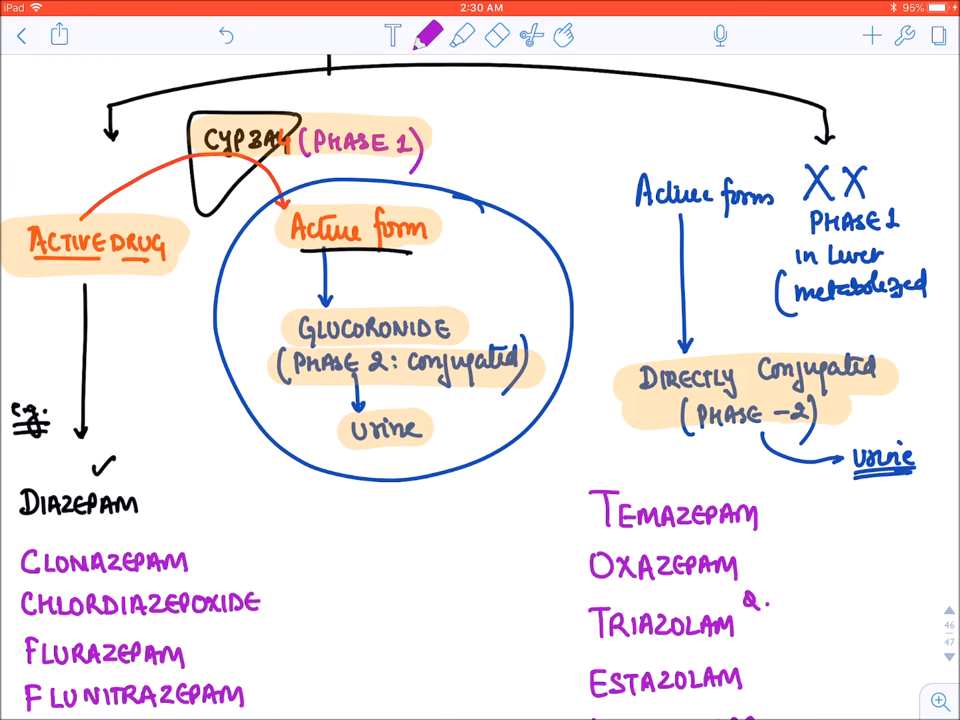 iPad
2:30 AM
95%
T
CYP3A4 (PHASE 1)
ACTIVE DRUG
Active form
GLUCORONIDE
(PHASE 2: conjugated)
urine
e.g.
DIAZEPAM
CLONAZEPAM
CHLORDIAZEPOXIDE
FLURAZEPAM
FLUNITRAZEPAM
Active forms XX
PHASE 1
in Liver
(metabolized
DIRECTLY conjugated
(PHASE -2)
urine
TEMAZEPAM
OXAZEPAM
TRIAZOLAM
ESTAZOLAM
46
47